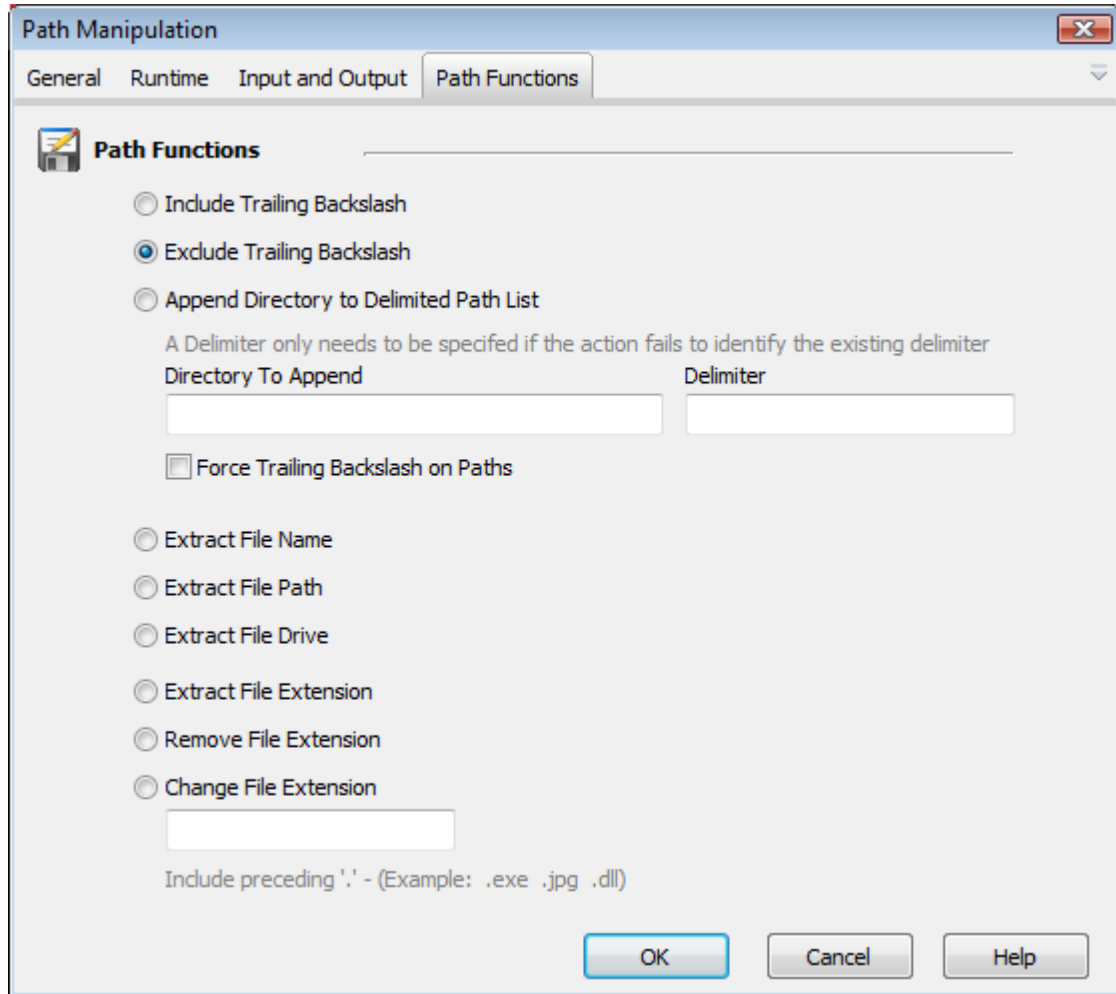 Path Manipulation
General Runtime Input and Output Path Functions
Path Functions
Include Trailing Backslash
Exclude Trailing Backslash
Append Directory to Delimited Path List
A Delimiter only needs to be specifed if the action fails to identify the existing delimiter
Directory To Append Delimiter
Force Trailing Backslash on Paths
Extract File Name
Extract File Path
Extract File Drive
Extract File Extension
Remove File Extension
Change File Extension
Include preceding '.' - (Example: .exe .jpg .dll)
OK Cancel Help